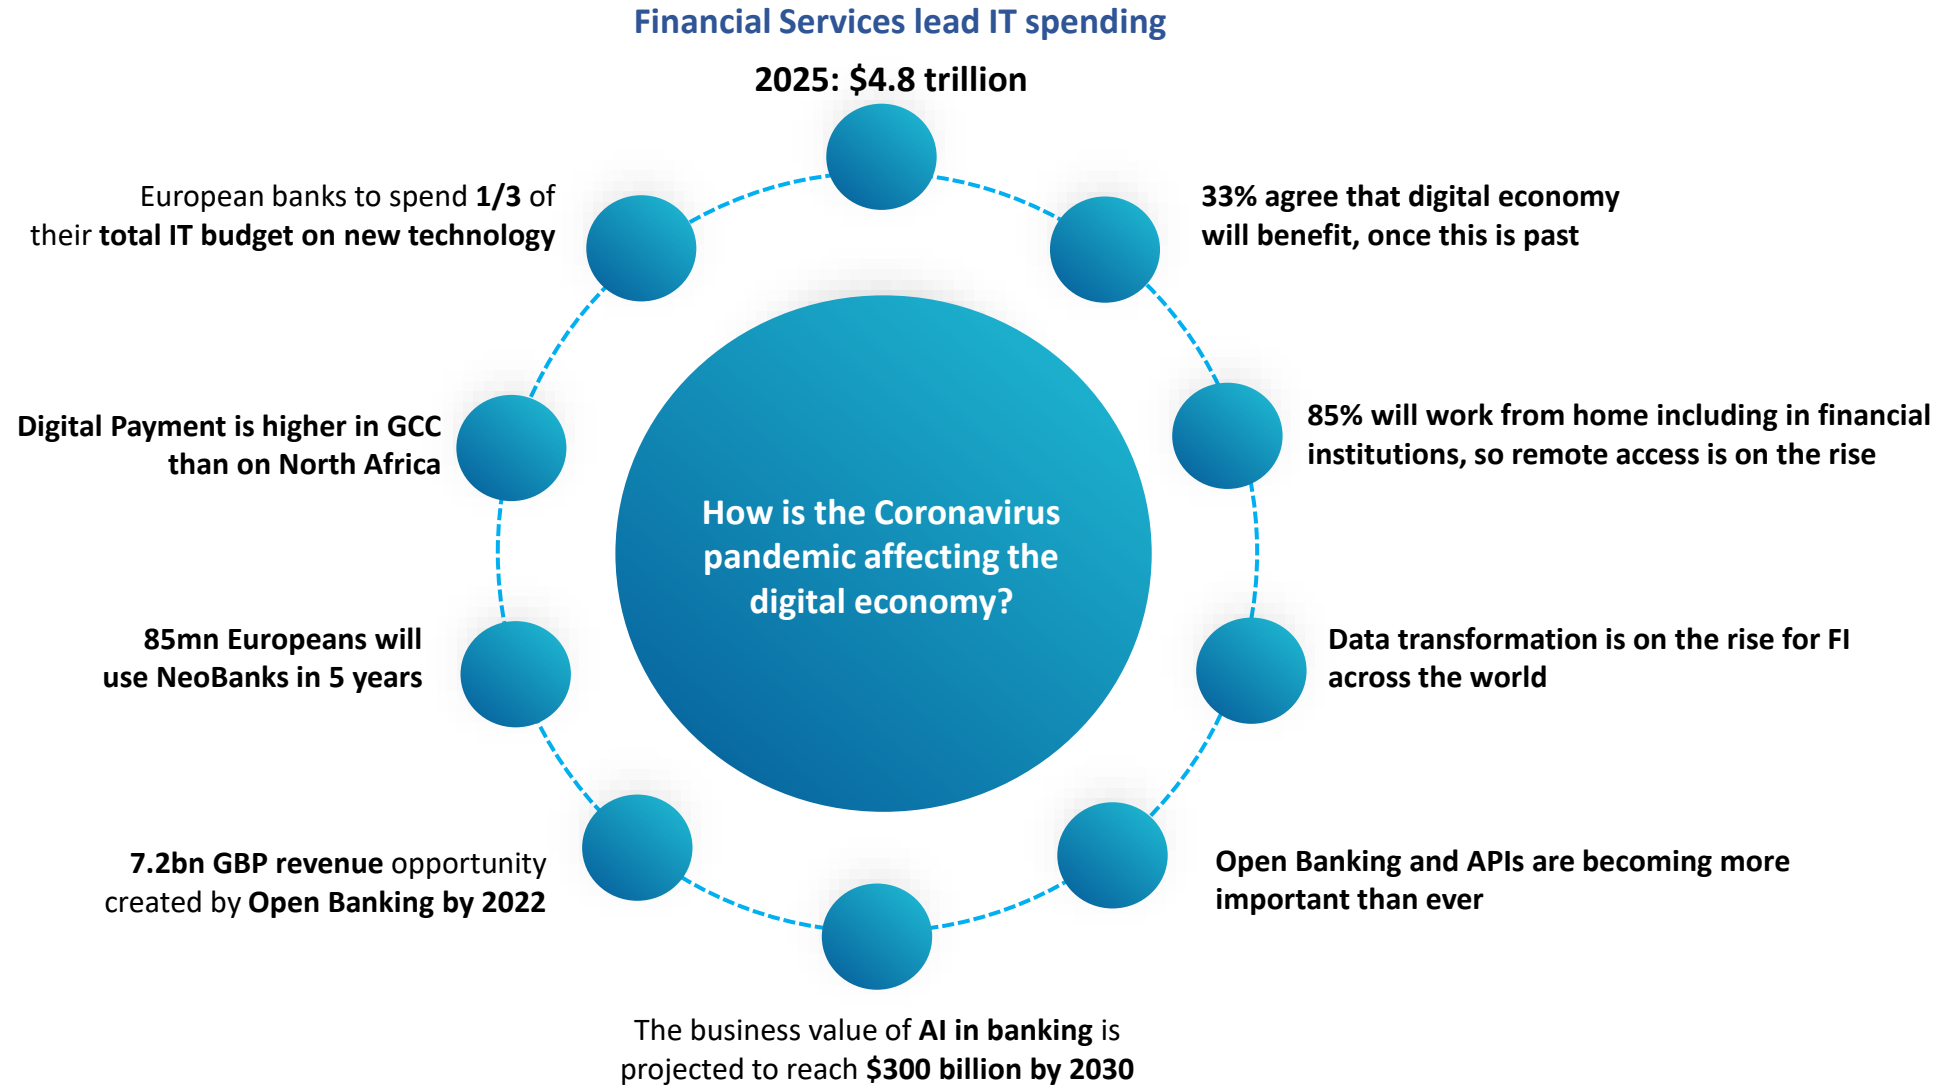 Financial Services lead IT spending
2025: $4.8 trillion
33% agree that digital economy
will benefit, once this is past
85% will work from home including in financial
institutions, so remote access is on the rise
Data transformation is on the rise for FI
across the world
Open Banking and APIs are becoming more
important than ever
The business value of AI in banking is
projected to reach $300 billion by 2030
7.2bn GBP revenue opportunity
created by Open Banking by 2022
85mn Europeans will
use NeoBanks in 5 years
Digital Payment is higher in GCC
than on North Africa
European banks to spend 1/3 of
their total IT budget on new technology
How is the Coronavirus
pandemic affecting the
digital economy?